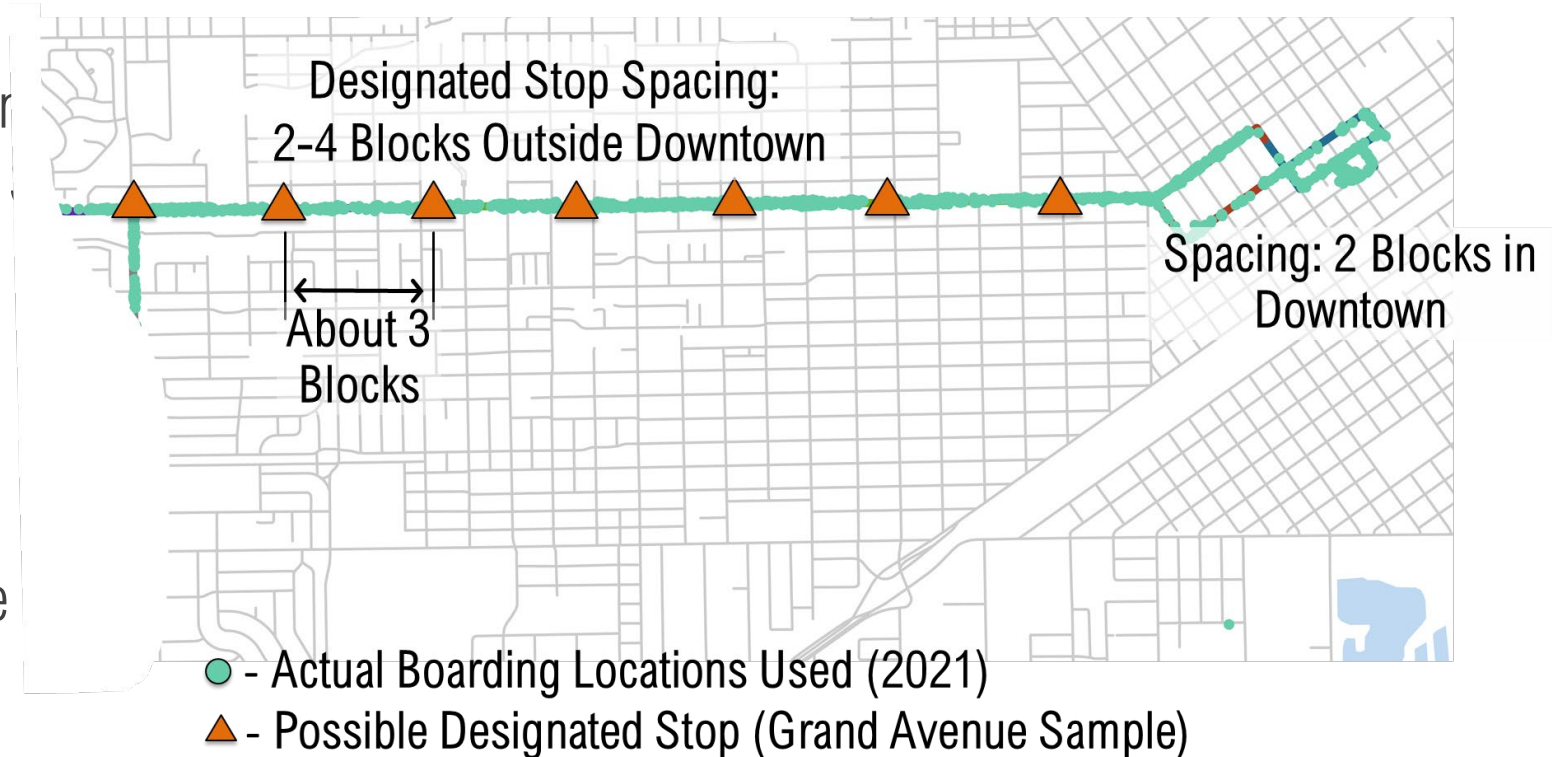 Designated Stop Spacing:
2-4 Blocks Outside Downtown
Spacing: 2 Blocks in
Downtown
About 3
Blocks
- Actual Boarding Locations Used (2021)
- Possible Designated Stop (Grand Avenue Sample)